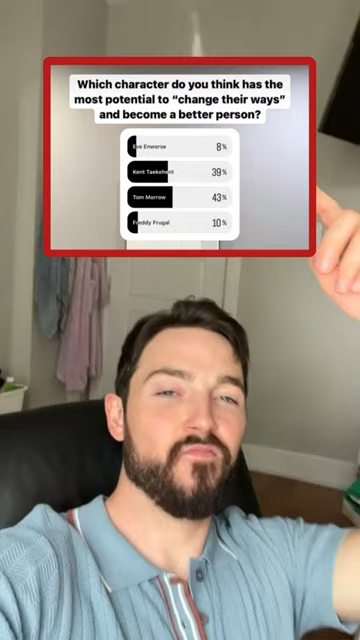 Which character do you think has the
most potential to “change their ways”
and become a better person?
Eve Eneorse 8%
Kent Taekehent 39%
Tom Morrow 43%
Freddy Frugal 10%